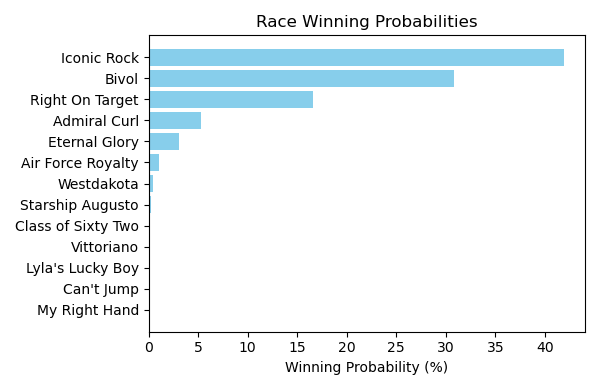 Race Winning Probabilities
Iconic Rock
Bivol
Right On Target
Admiral Curl
Eternal Glory
Air Force Royalty
Westdakota
Starship Augusto
Class of Sixty Two
Vittoriano
Lyla's Lucky Boy
Can't Jump
My Right Hand
0 5 10 15 20 25 30 35 40
Winning Probability (%)